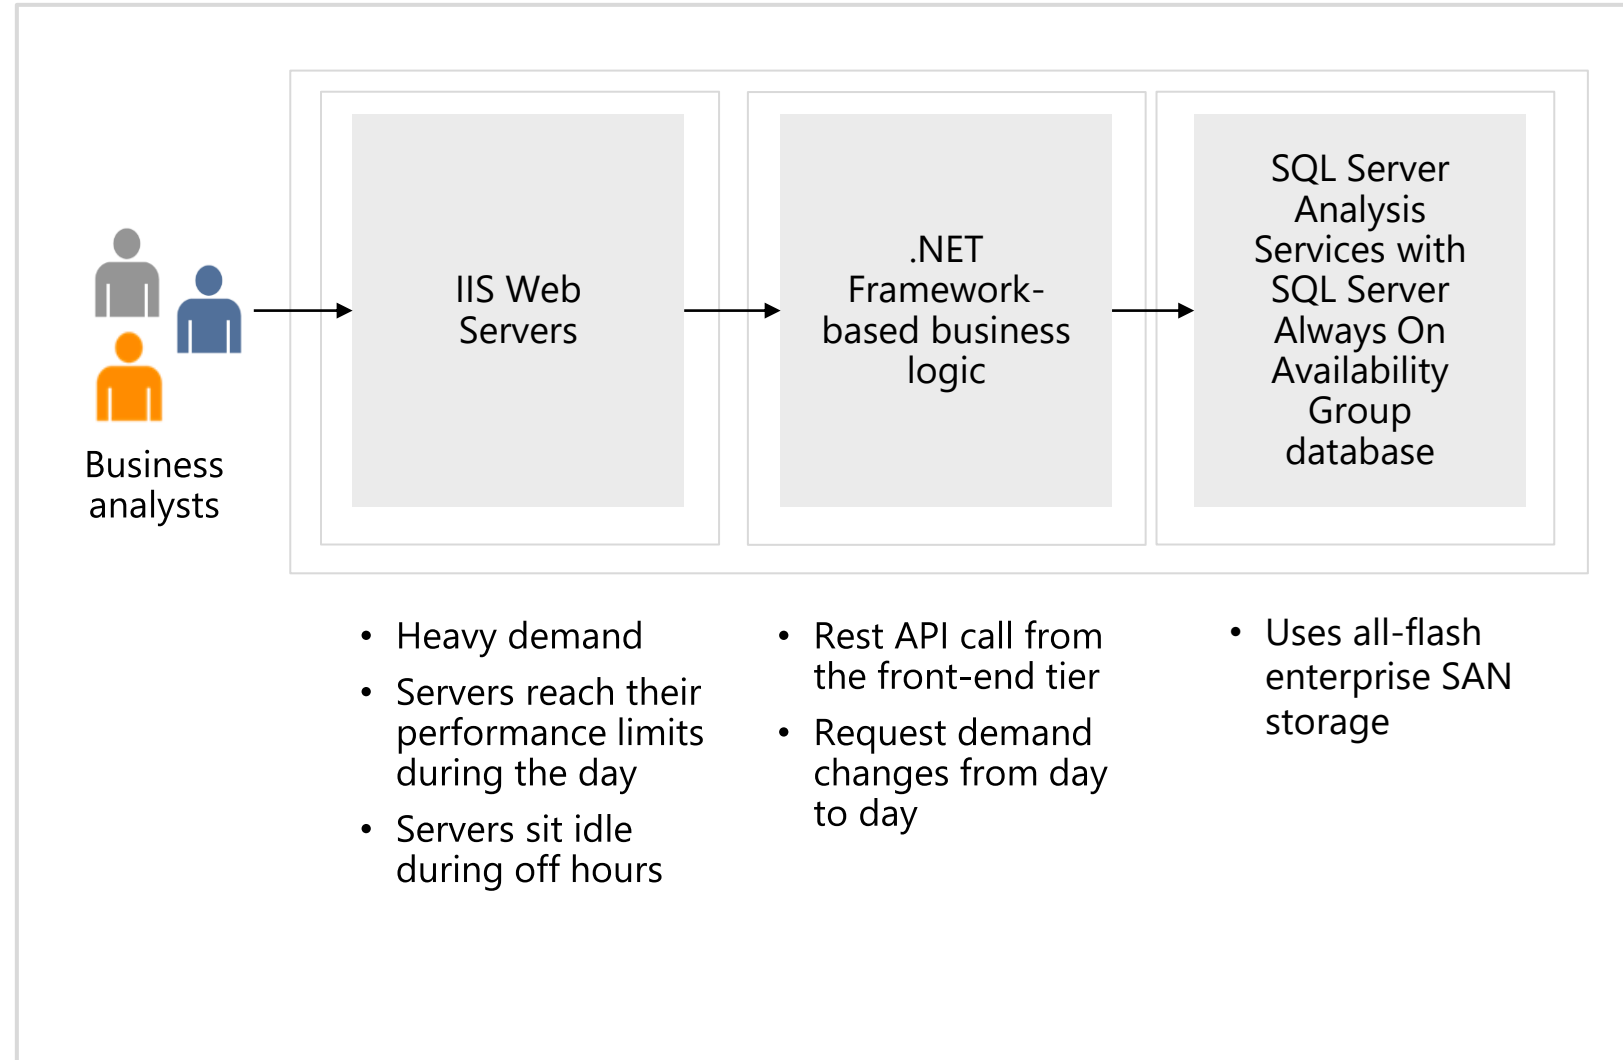 Business
analysts
IIS Web
Servers
.NET
Framework-
based business
logic
SQL Server
Analysis
Services with
SQL Server
Always On
Availability
Group
database
• Heavy demand
• Servers reach their
performance limits
during the day
• Servers sit idle
during off hours
• Rest API call from
the front-end tier
• Request demand
changes from day
to day
• Uses all-flash
enterprise SAN
storage